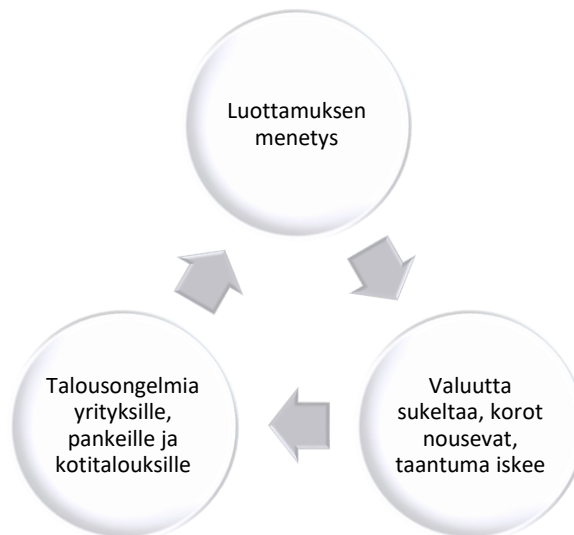 Luottamuksen
menetys
Valuutta
sukeltaa, korot
nousevat,
taantuma iskee
Talousongelmia
yrityksille,
pankeille ja
kotitalouksille